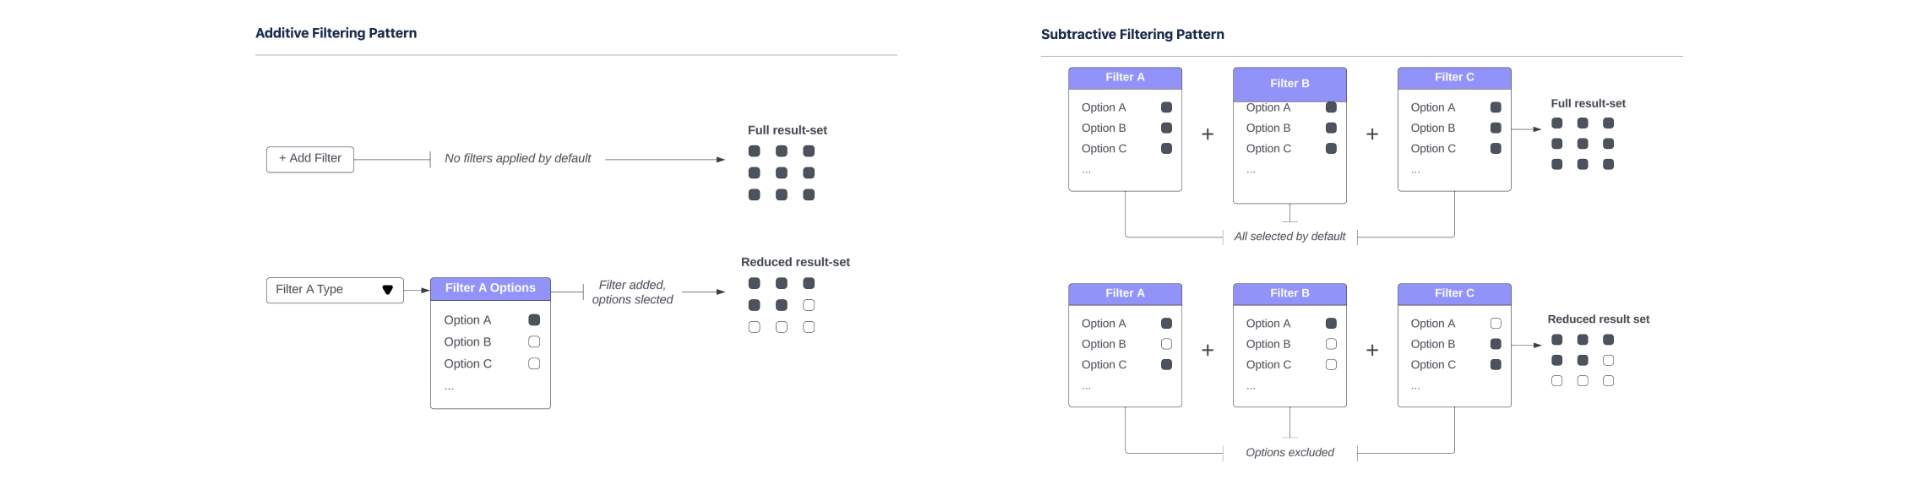 Additive Filtering Pattern
+ Add Filter
No filters applied by default
Full result-set
Filter A Type
Filter A Options
Option A
Option B
Option C
...
Filter added,
options slected
Reduced result-set
Subtractive Filtering Pattern
Filter A
Option A
Option B
Option C
...
+
Filter B
Option A
Option B
Option C
...
+
Filter C
Option A
Option B
Option C
...
Full result-set
All selected by default
Filter A
Option A
Option B
Option C
...
+
Filter B
Option A
Option B
Option C
...
+
Filter C
Option A
Option B
Option C
...
Reduced result set
Options excluded